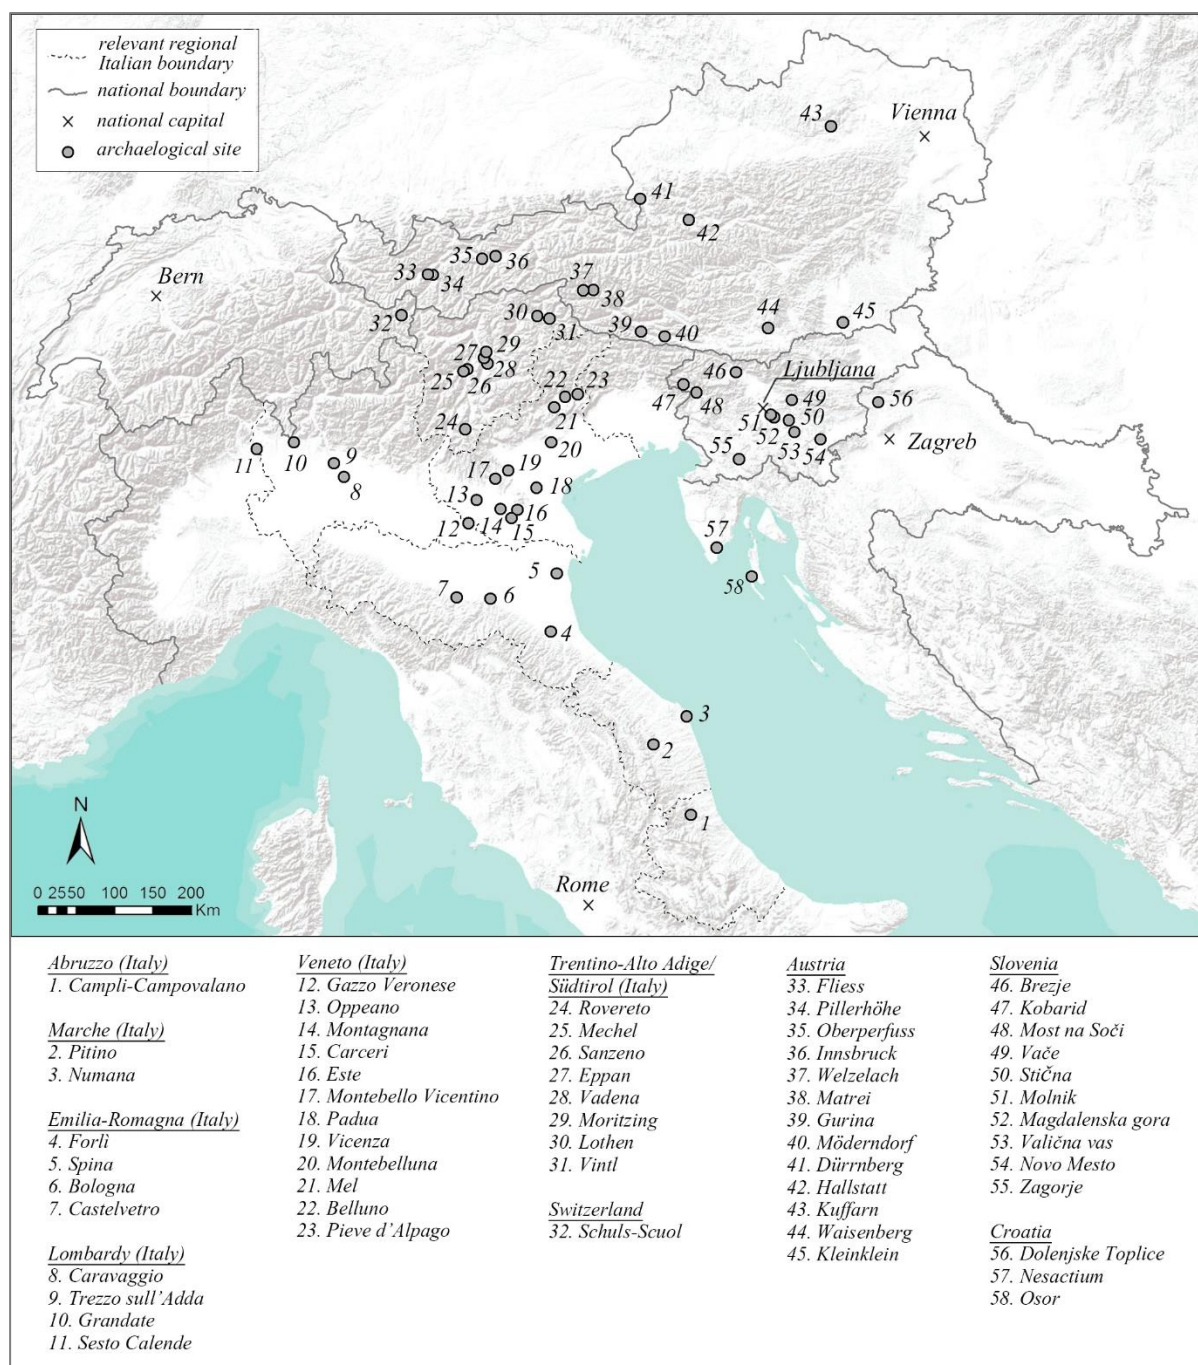 relevant regional
Italian boundary
national boundary
national capital
archaelogical site
43
Vienna
41
42
35
36
33
34
37
38
Bern
32
30
31
39
40
44
45
29
27
28
25
26
46
Ljubljana
22
23
47
48
49
56
21
51
50
24
52
53
54
Zagreb
20
55
11
10
9
8
19
17
18
13
16
14
12
15
57
5
58
7
6
4
3
2
1
N
0 25 50 100 150 200
Km
Rome
Abruzzo (Italy)
1. Campli-Campovalano
Marche (Italy)
2. Pitino
3. Numana
Emilia-Romagna (Italy)
4. Forlì
5. Spina
6. Bologna
7. Castelvetro
Lombardy (Italy)
8. Caravaggio
9. Trezzo sull'Adda
10. Grandate
11. Sesto Calende
Veneto (Italy)
12. Gazzo Veronese
13. Oppeano
14. Montagnana
15. Carceri
16. Este
17. Montebello Vicentino
18. Padua
19. Vicenza
20. Montebelluna
21. Mel
22. Belluno
23. Pieve d'Alpago
Trentino-Alto Adige/
Südtirol (Italy)
24. Rovereto
25. Mechel
26. Sanzeno
27. Eppan
28. Vadena
29. Moritzing
30. Lothen
31. Vintl
Switzerland
32. Schuls-Scuol
Austria
33. Fliess
34. Pillerhöhe
35. Oberperfuss
36. Innsbruck
37. Welzelach
38. Matrei
39. Gurina
40. Möderndorf
41. Dürrnberg
42. Hallstatt
43. Kuffarn
44. Waisenberg
45. Kleinklein
Slovenia
46. Brezje
47. Kobarid
48. Most na Soči
49. Vače
50. Stična
51. Molnik
52. Magdalenska gora
53. Valična vas
54. Novo Mesto
55. Zagorje
Croatia
56. Dolenjske Toplice
57. Nesactium
58. Osor